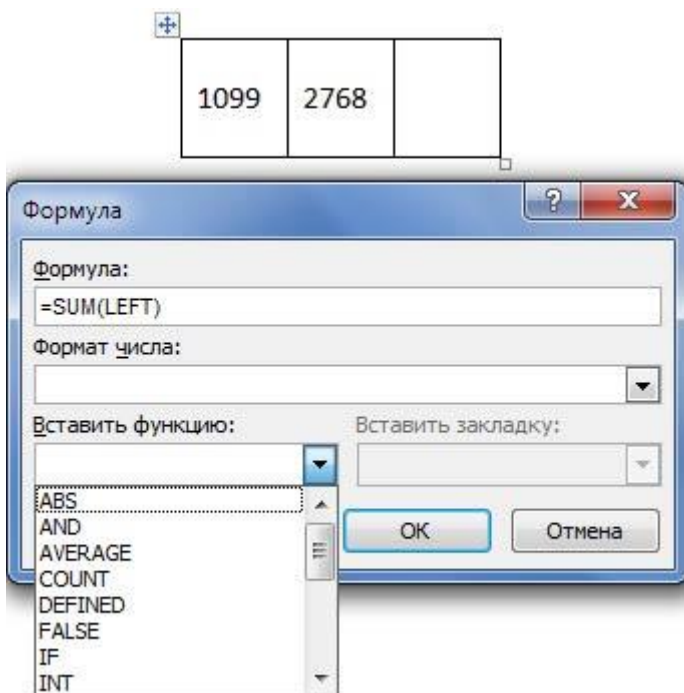 1099 2768
Формула
Формула:
=SUM(LEFT)
Формат числа:
Вставить функцию: Вставить закладку:
ABS
AND
AVERAGE
COUNT
DEFINED
FALSE
IF
INT
ОК Отмена